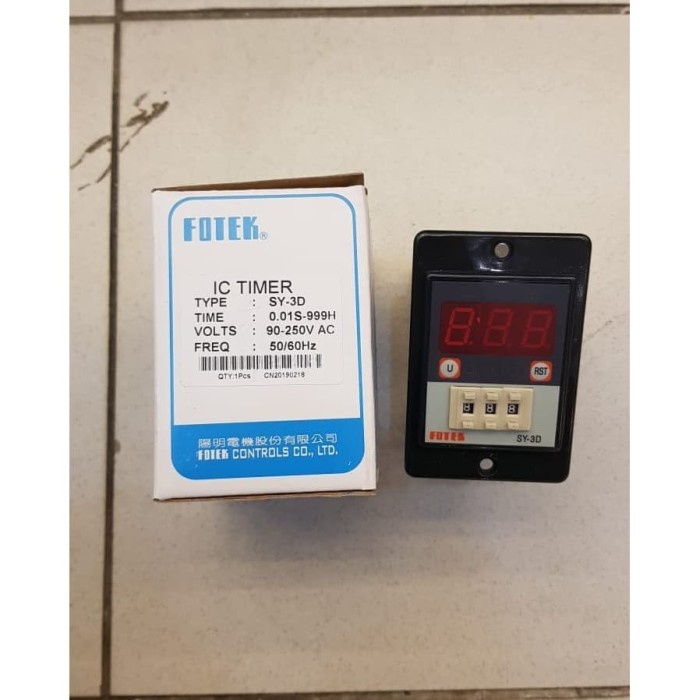 FOTEK®
IC TIMER
TYPE : SY-3D
TIME : 0.01S-999H
VOLTS : 90-250V AC
FREQ : 50/60Hz
QTY:1Pcs CN20190218
陽明電機股份有限公司
FOTEK CONTROLS CO., LTD.
U
RST
FOTEK
SY-3D